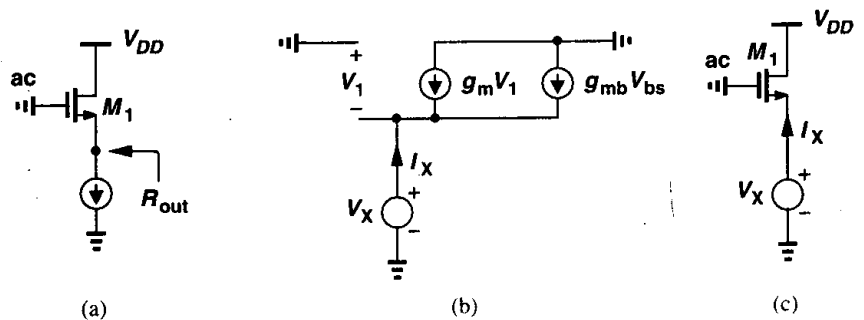 V_DD
ac
M_1
R_out
(a)
+
V_1
−
g_m V_1
g_mb V_bs
I_X
V_X
+
−
(b)
V_DD
M_1
ac
I_X
V_X
+
−
(c)